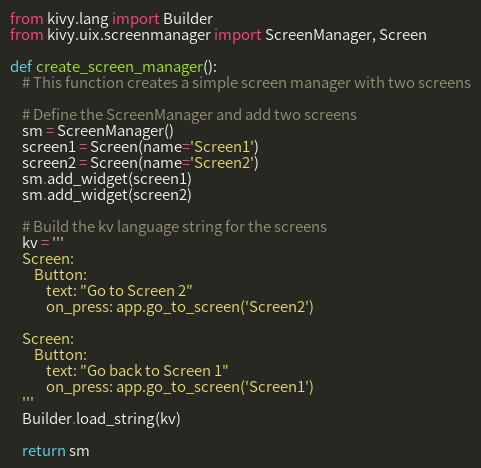 from kivy.lang import Builder
from kivy.uix.screenmanager import ScreenManager, Screen

def create_screen_manager():
    # This function creates a simple screen manager with two screens

    # Define the ScreenManager and add two screens
    sm = ScreenManager()
    screen1 = Screen(name='Screen1')
    screen2 = Screen(name='Screen2')
    sm.add_widget(screen1)
    sm.add_widget(screen2)

    # Build the kv language string for the screens
    kv = '''
    Screen:
        Button:
            text: "Go to Screen 2"
            on_press: app.go_to_screen('Screen2')

    Screen:
        Button:
            text: "Go back to Screen 1"
            on_press: app.go_to_screen('Screen1')
    '''
    Builder.load_string(kv)

    return sm